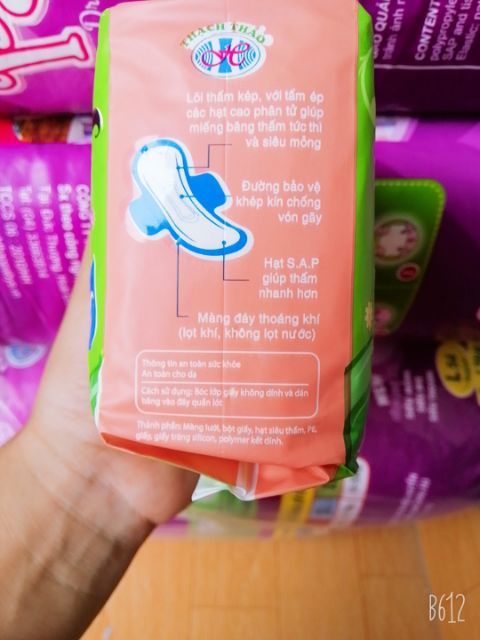 THẠCH THẢO
Lõi thấm kép, với tấm ép
các hạt cao phân tử giúp
miếng băng thấm tức thì
và siêu mỏng
Đường bảo vệ
khép kín chống
vón gãy
Hạt S.A.P
giúp thấm
nhanh hơn
Màng đáy thoáng khí
(lọt khí, không lọt nước)
Thông tin an toàn sức khỏe
An toàn cho da
Cách sử dụng: Bóc lớp giấy không dính và dán
băng vào đáy quần lót
Thành phần: Màng lưới, bột giấy, hạt siêu thấm, PE,
giấy, giấy tráng silicon, polymer kết dính.
CONTENT
polypropyle
SAP and
B612